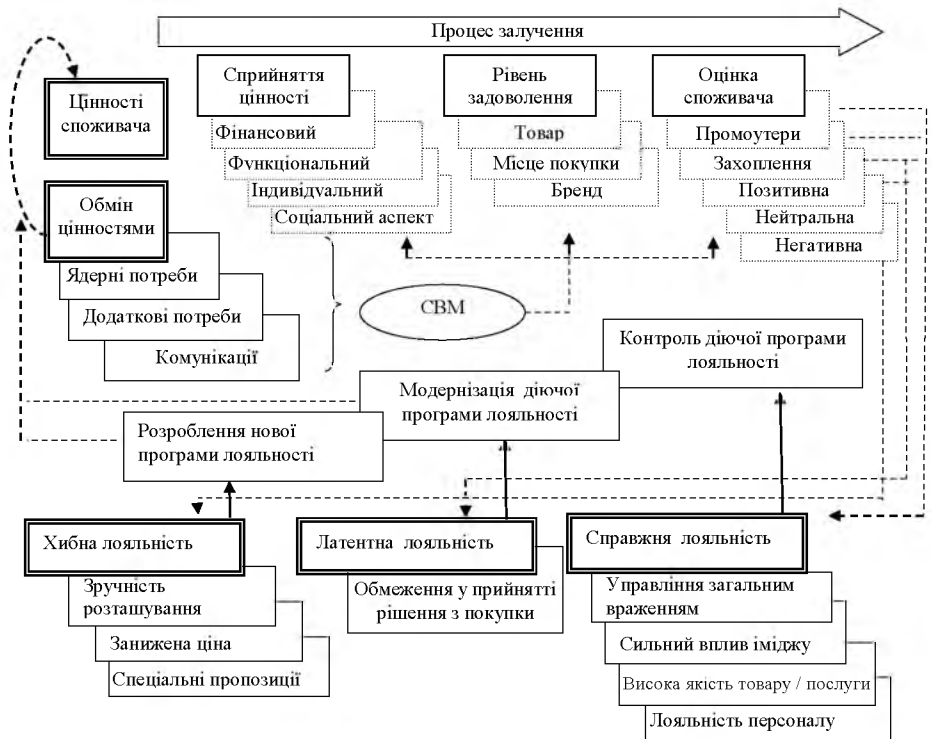 Процес залучення
Цінності
споживача
Сприйняття
цінності
Фінансовий
Функціональний
Індивідуальний
Соціальний аспект
Рівень
задоволення
Товар
Місце покупки
Бренд
Оцінка
споживача
Промоутери
Захоплення
Позитивна
Нейтральна
Негативна
Обмін
цінностями
Ядерні потреби
Додаткові потреби
Комунікації
СВМ
Контроль діючої програми
лояльності
Модернізація діючої
програми лояльності
Розроблення нової
програми лояльності
Хибна лояльність
Зручність
розташування
Занижена ціна
Спеціальні пропозиції
Латентна лояльність
Обмеження у прийнятті
рішення з покупки
Справжня лояльність
Управління загальним
враженням
Сильний вплив іміджу
Висока якість товару / послуги
Лояльність персоналу